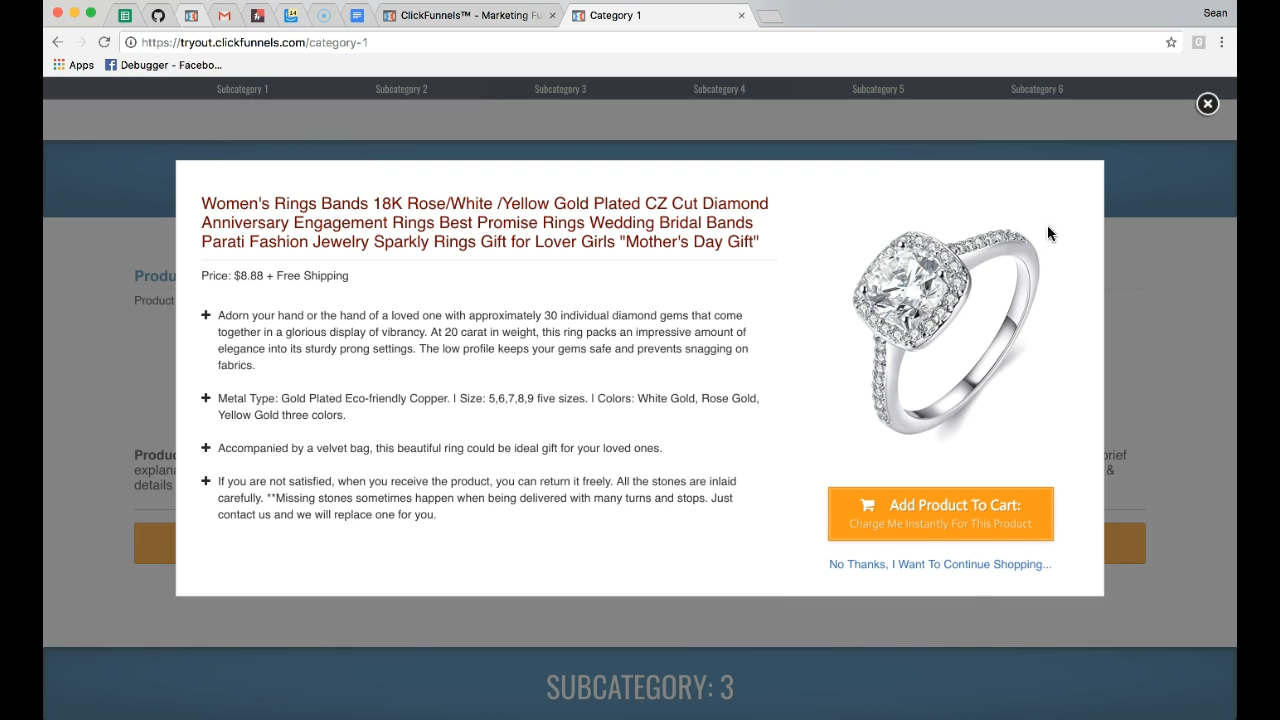 ClickFunnels™ - Marketing Fu
Category 1
Sean
https://tryout.clickfunnels.com/category-1
Apps
Debugger - Facebo...
Subcategory 1
Subcategory 2
Subcategory 3
Subcategory 4
Subcategory 5
Subcategory 6
Women's Rings Bands 18K Rose/White /Yellow Gold Plated CZ Cut Diamond
Anniversary Engagement Rings Best Promise Rings Wedding Bridal Bands
Parati Fashion Jewelry Sparkly Rings Gift for Lover Girls "Mother's Day Gift"
Price: $8.88 + Free Shipping
Adorn your hand or the hand of a loved one with approximately 30 individual diamond gems that come
together in a glorious display of vibrancy. At 20 carat in weight, this ring packs an impressive amount of
elegance into its sturdy prong settings. The low profile keeps your gems safe and prevents snagging on
fabrics.
Metal Type: Gold Plated Eco-friendly Copper. | Size: 5,6,7,8,9 five sizes. | Colors: White Gold, Rose Gold,
Yellow Gold three colors.
Accompanied by a velvet bag, this beautiful ring could be ideal gift for your loved ones.
If you are not satisfied, when you receive the product, you can return it freely. All the stones are inlaid
carefully. **Missing stones sometimes happen when being delivered with many turns and stops. Just
contact us and we will replace one for you.
Add Product To Cart:
Charge Me Instantly For This Product
No Thanks, I Want To Continue Shopping...
Produ
Product
Produc
explana
details
brief
&
SUBCATEGORY: 3